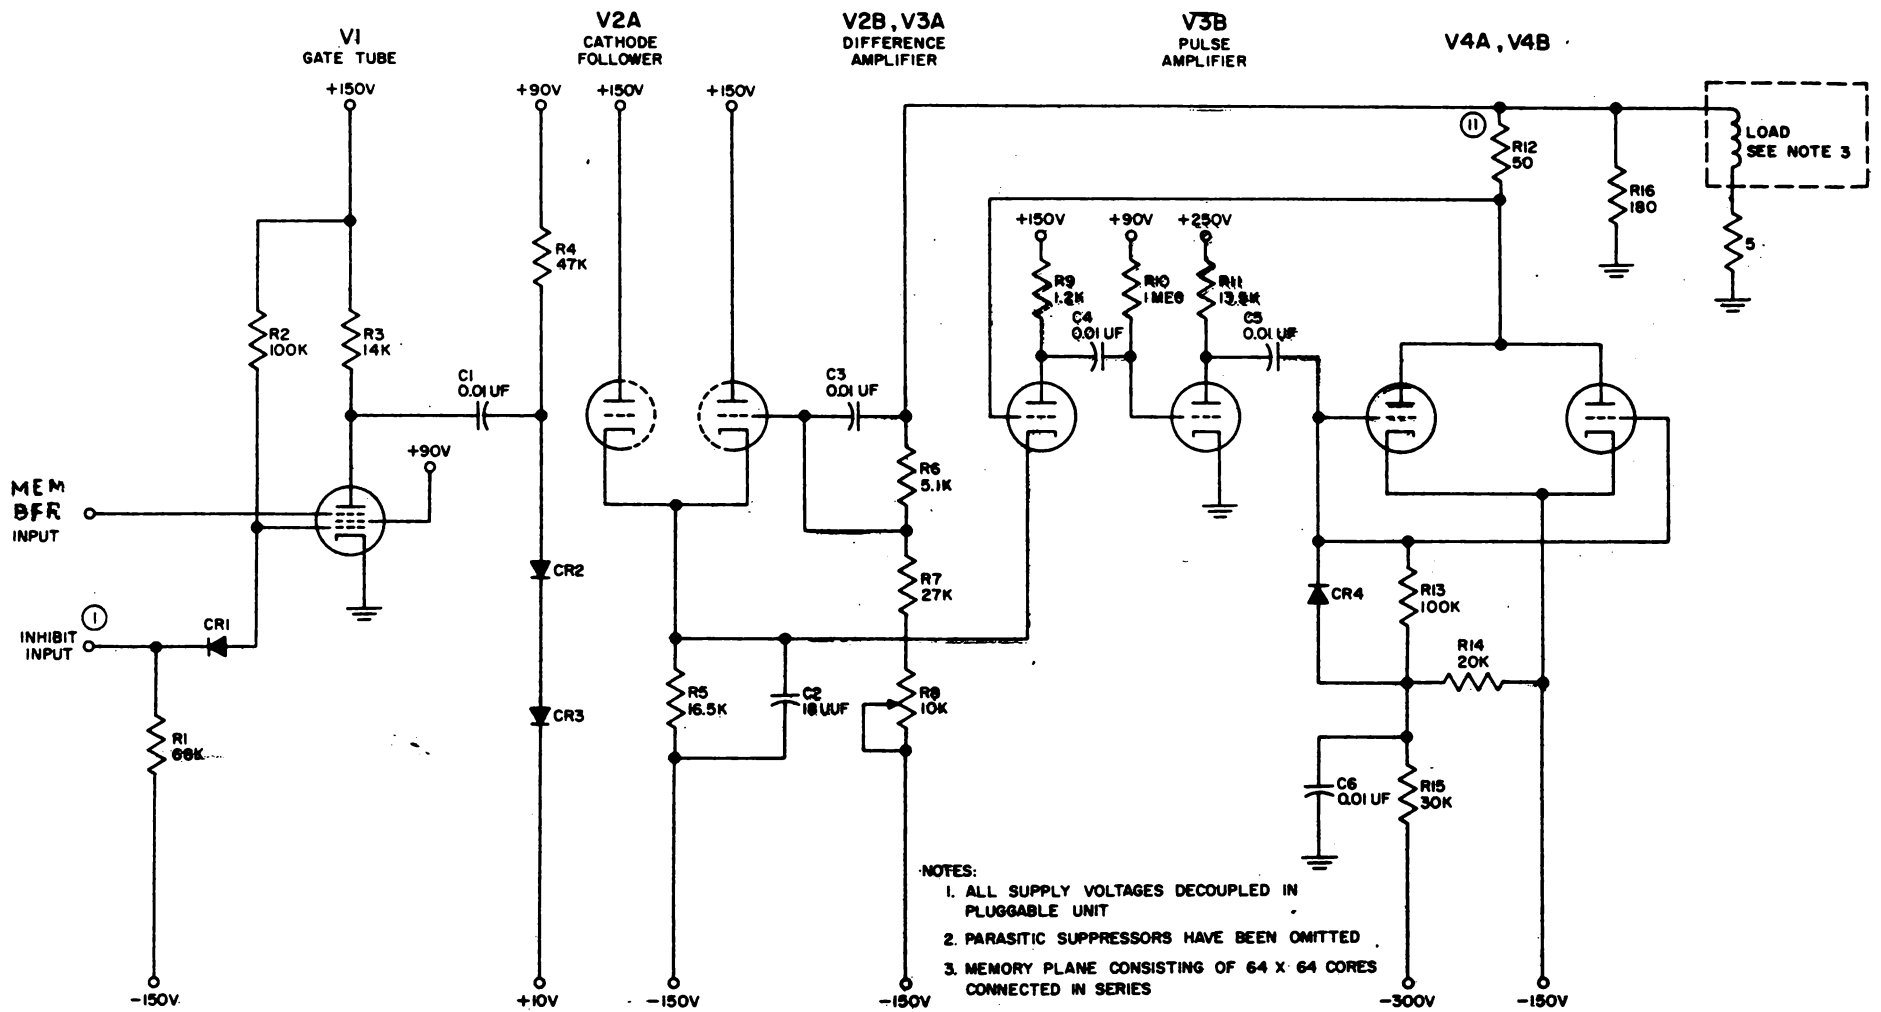 V1
GATE TUBE
+150V
V2A
CATHODE
FOLLOWER
+90V
+150V
+150V
V2B, V3A
DIFFERENCE
AMPLIFIER
V3B
PULSE
AMPLIFIER
V4A, V4B
11
R12
50
LOAD
SEE NOTE 3
R16
180
5
+150V
+90V
+250V
R4
47K
R9
1.2K
R10
1 MEG
R11
C4
0.01 UF
C5
0.01 UF
R2
100K
R3
14K
C1
0.01 UF
C3
0.01 UF
+90V
R6
5.1K
MEM
BFR
INPUT
CR2
R7
27K
CR4
R13
100K
1
INHIBIT
INPUT
CR1
R14
20K
R5
16.5K
C2
18 UUF
R8
10K
CR3
R1
68K
C6
0.01 UF
R15
30K
NOTES:
1. ALL SUPPLY VOLTAGES DECOUPLED IN
PLUGGABLE UNIT
2. PARASITIC SUPPRESSORS HAVE BEEN OMITTED
3. MEMORY PLANE CONSISTING OF 64 X 64 CORES
CONNECTED IN SERIES
-150V
+10V
-150V
-150V
-300V
-150V